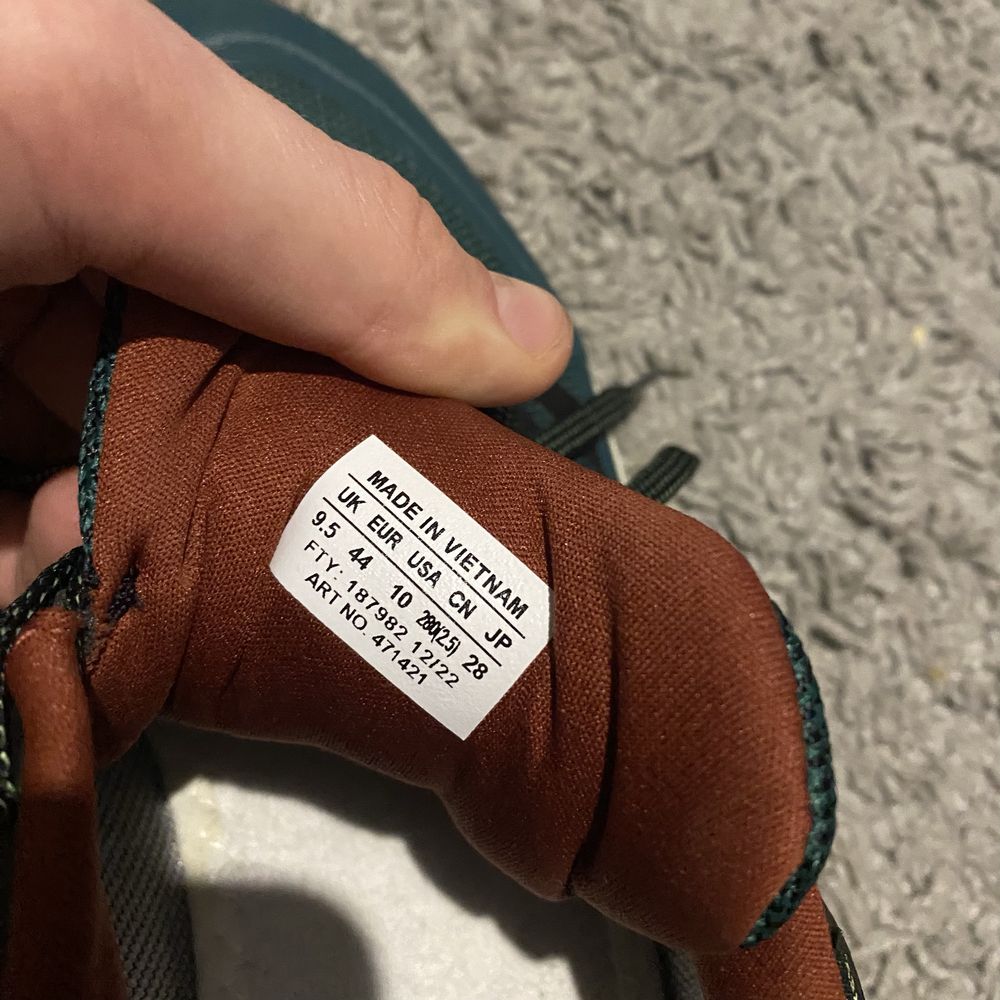 MADE IN VIETNAM
UK EUR USA CN JP
9.5 44 10 280(2.5) 28
FTY: 187982 12/22
ART NO. 471421